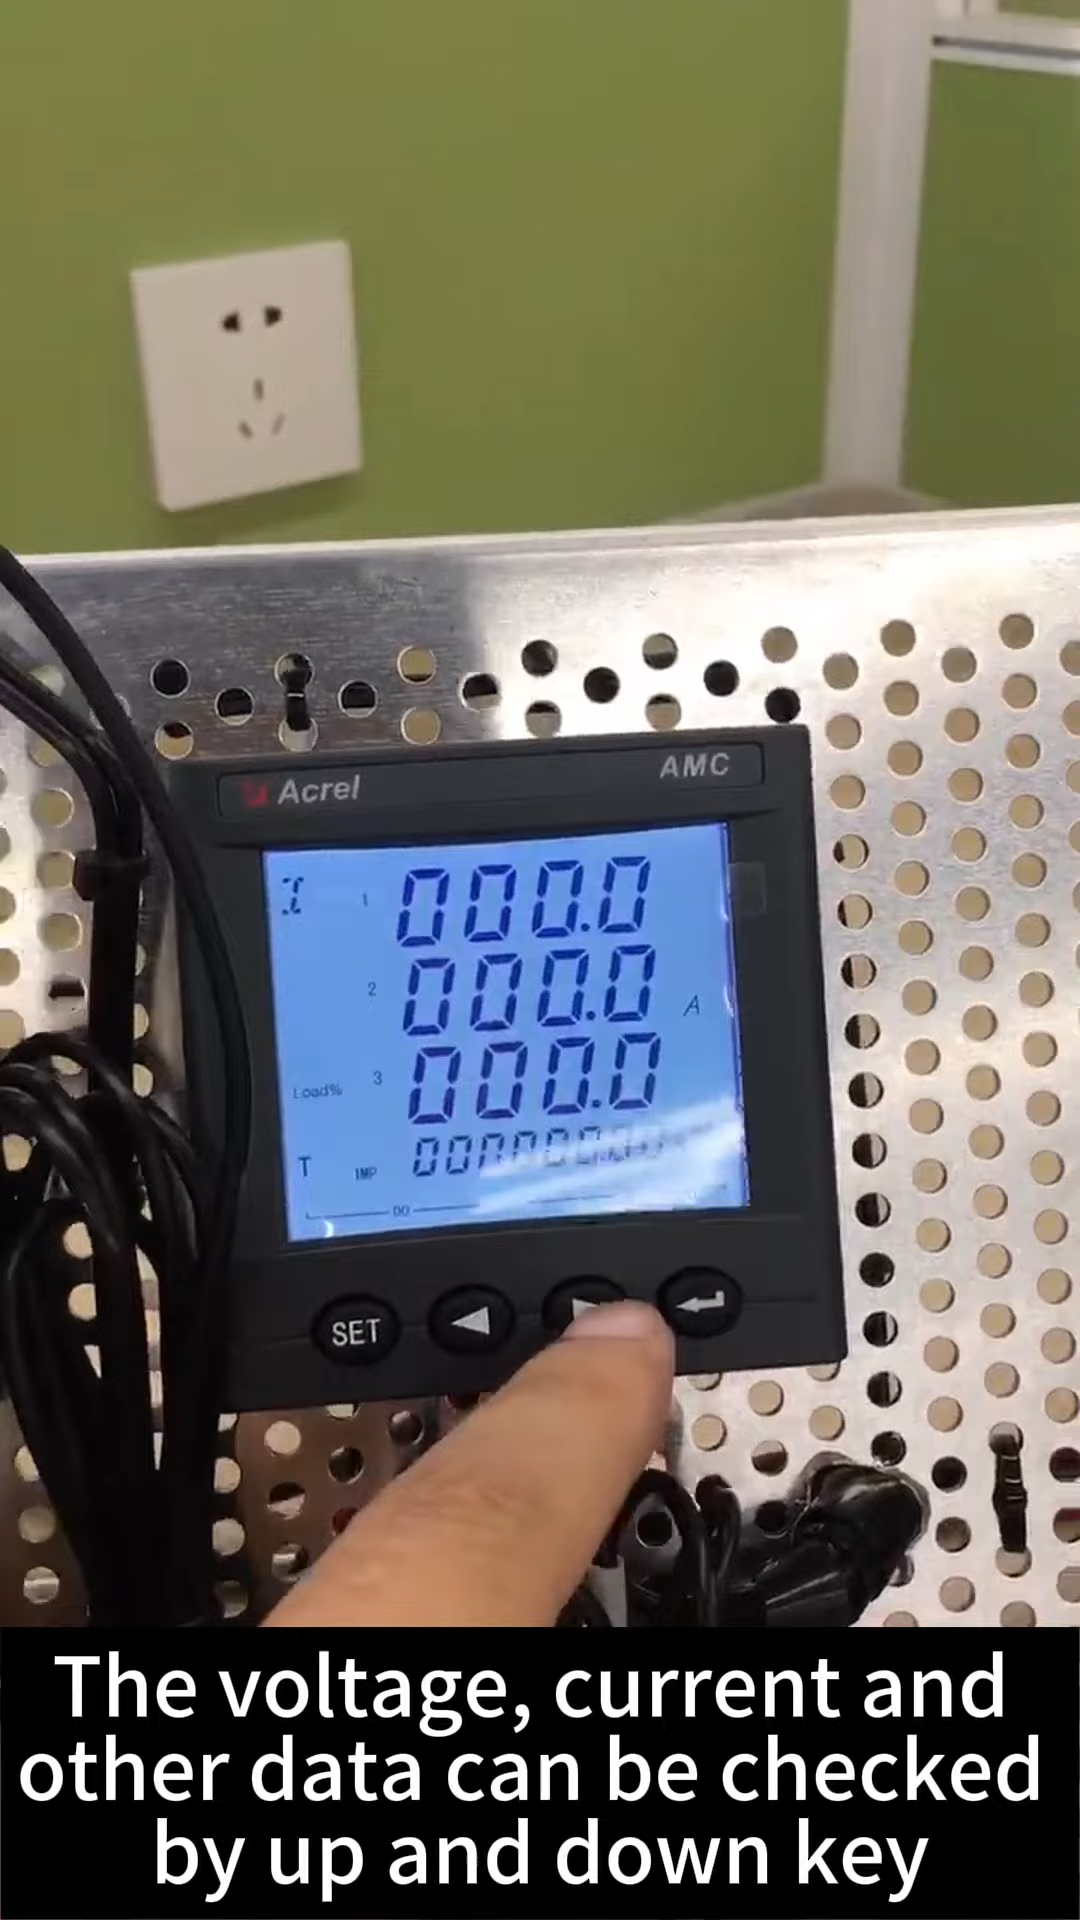 Acrel
AMC
I 1 000.0
2 000.0 A
Load% 3 000.0
T IMP
00
SET
The voltage, current and
other data can be checked
by up and down key